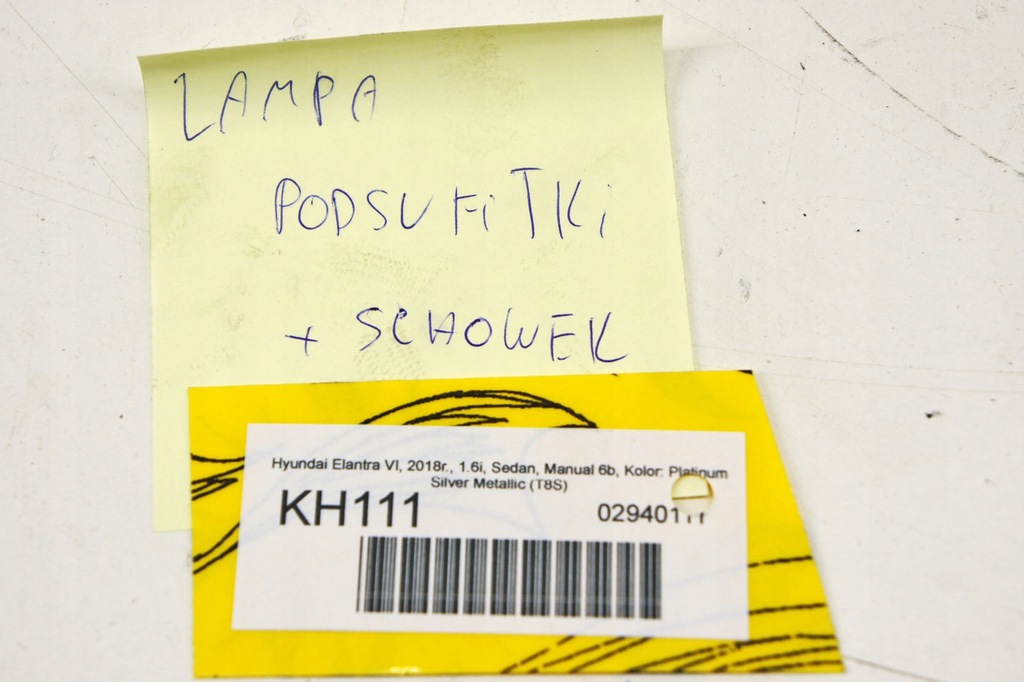 LAMPA
PODSUFiTKi
+ SCHOWEK
Hyundai Elantra VI, 2018r., 1.6i, Sedan, Manual 6b, Kolor: Platinum
Silver Metallic (T8S)
KH111